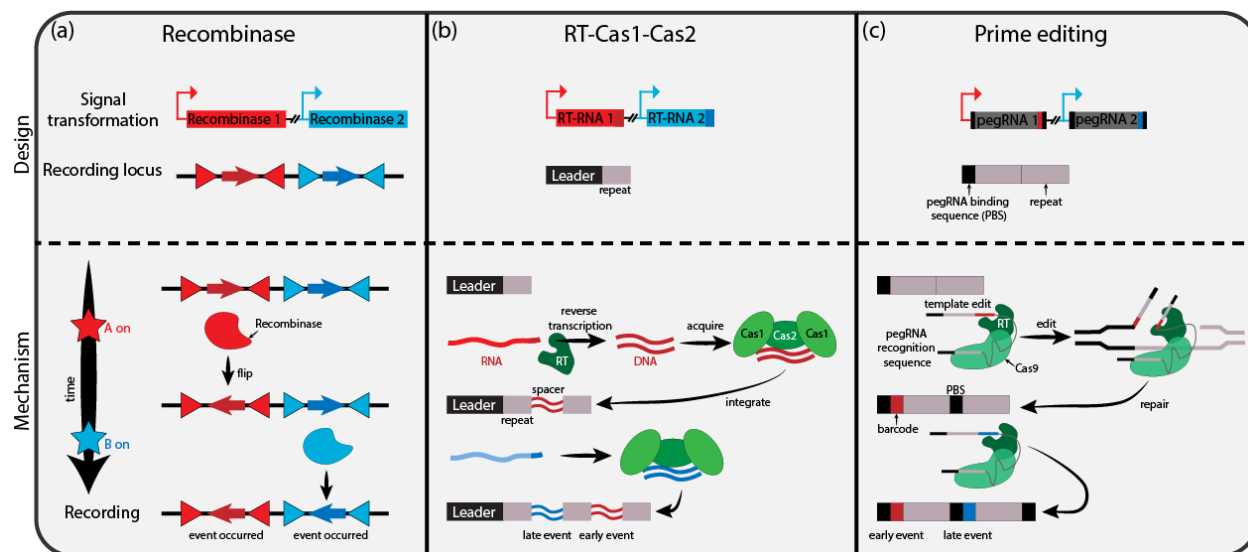 (a)
Recombinase
(b)
RT-Cas1-Cas2
(c)
Prime editing
Design
Signal
transformation
Recombinase 1
Recombinase 2
RT-RNA 1
RT-RNA 2
pegRNA 1
pegRNA 2
Recording locus
Leader
repeat
pegRNA binding
sequence (PBS)
repeat
Mechanism
time
A on
B on
Recording
Recombinase
flip
event occurred
event occurred
Leader
reverse
transcription
acquire
RNA
RT
DNA
Cas1
Cas2
Cas1
integrate
Leader
spacer
repeat
Leader
late event
early event
template edit
RT
edit
pegRNA
recognition
sequence
Cas9
PBS
repair
barcode
early event
late event